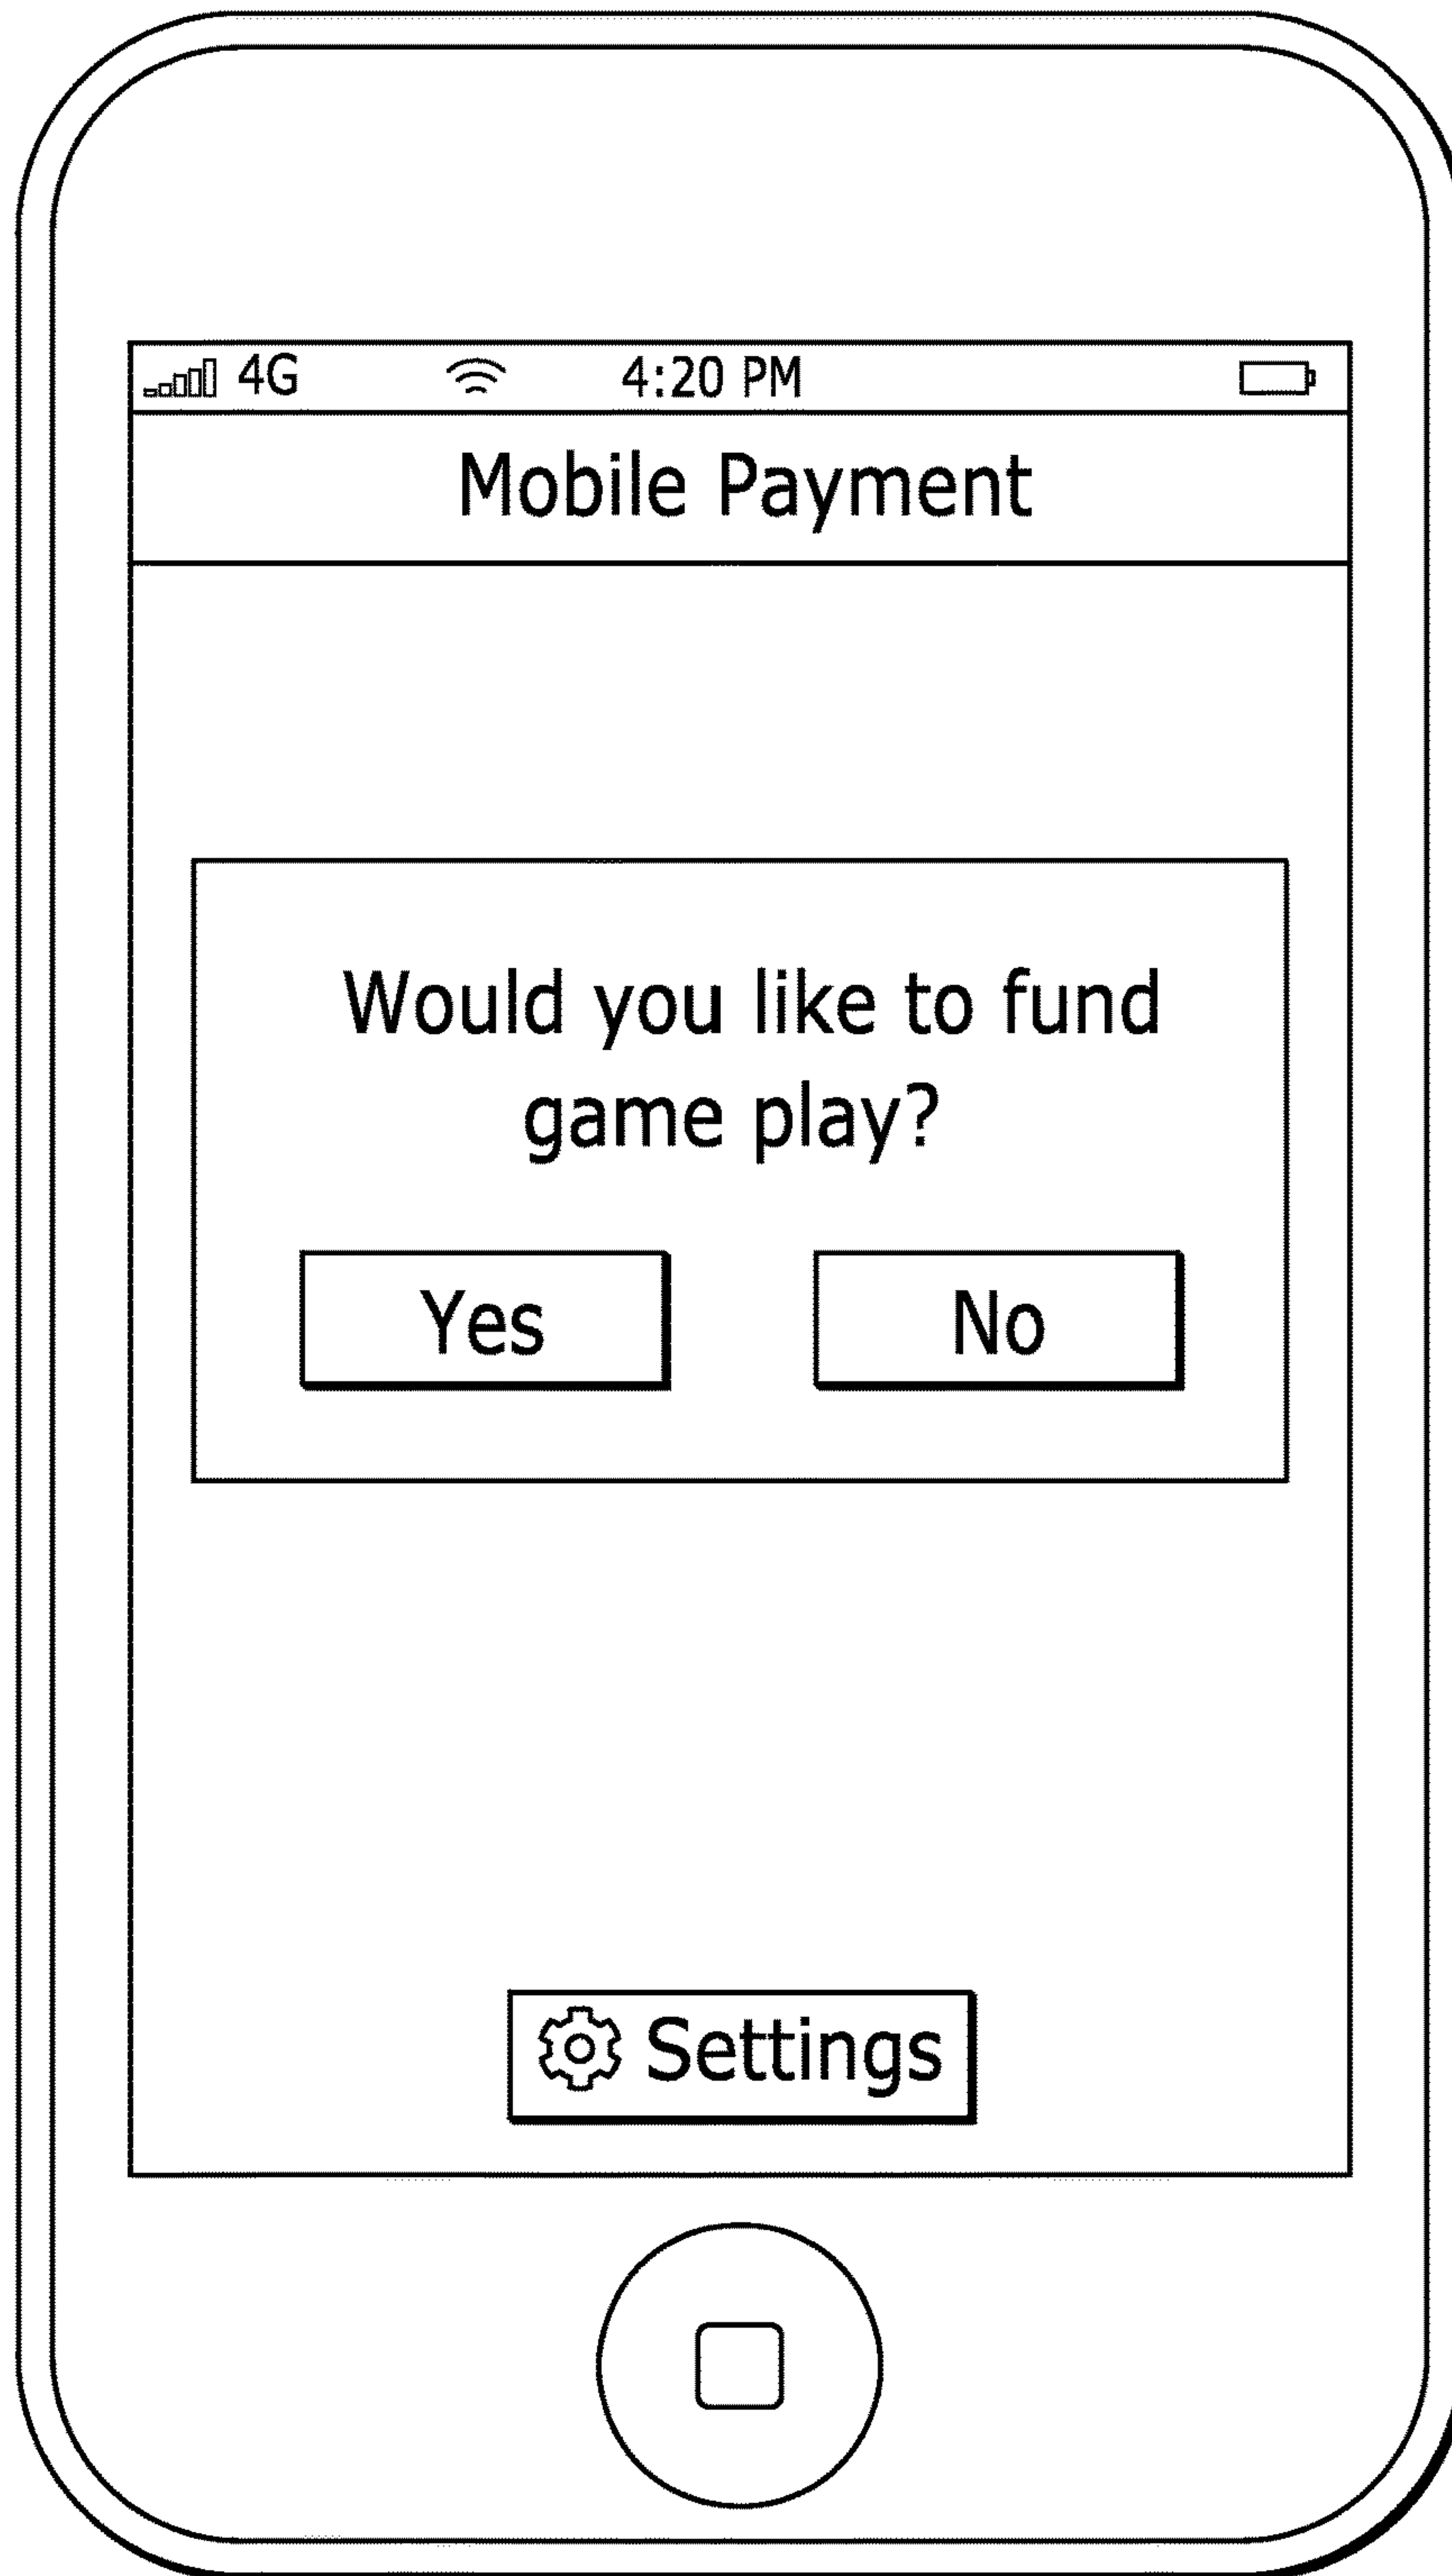 4G 4:20 PM
Mobile Payment
Would you like to fund
game play?
Yes No
Settings